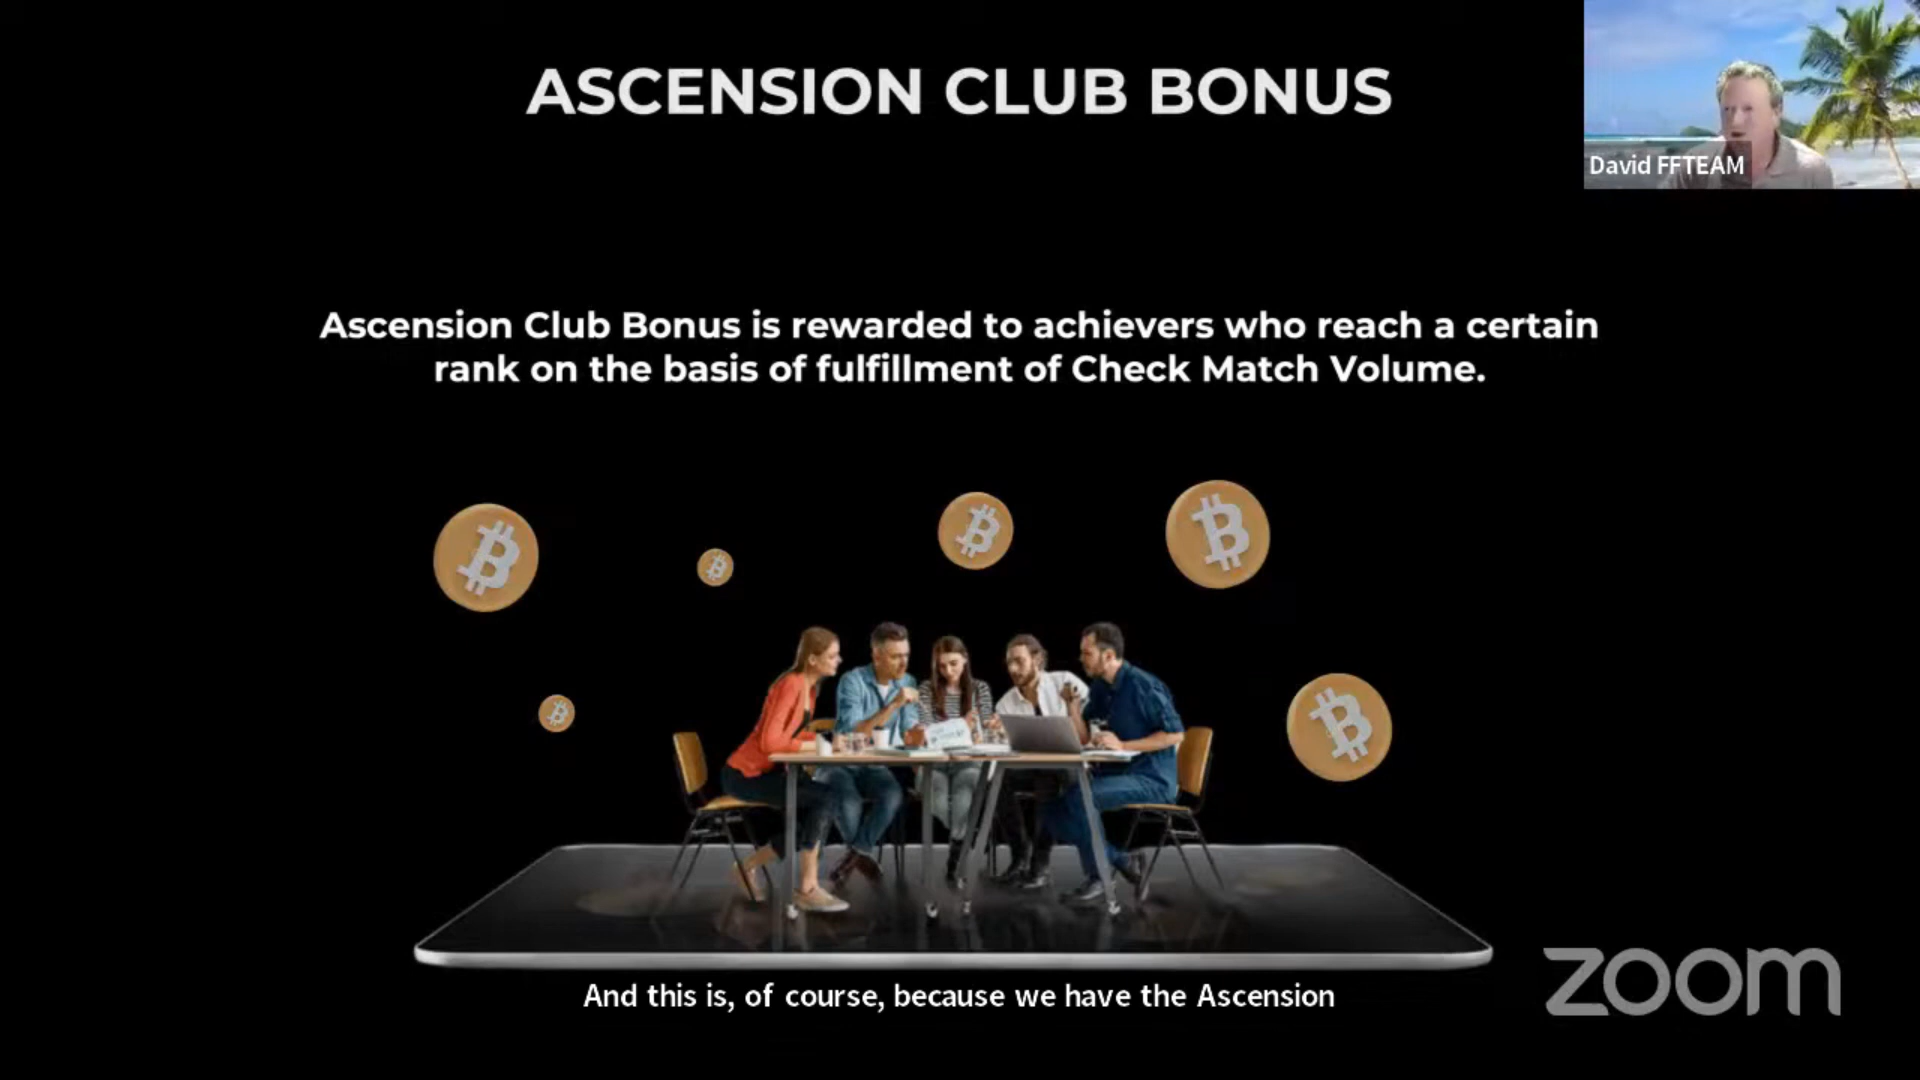 ASCENSION CLUB BONUS
David FFTEAM
Ascension Club Bonus is rewarded to achievers who reach a certain
rank on the basis of fulfillment of Check Match Volume.
And this is, of course, because we have the Ascension
zoom